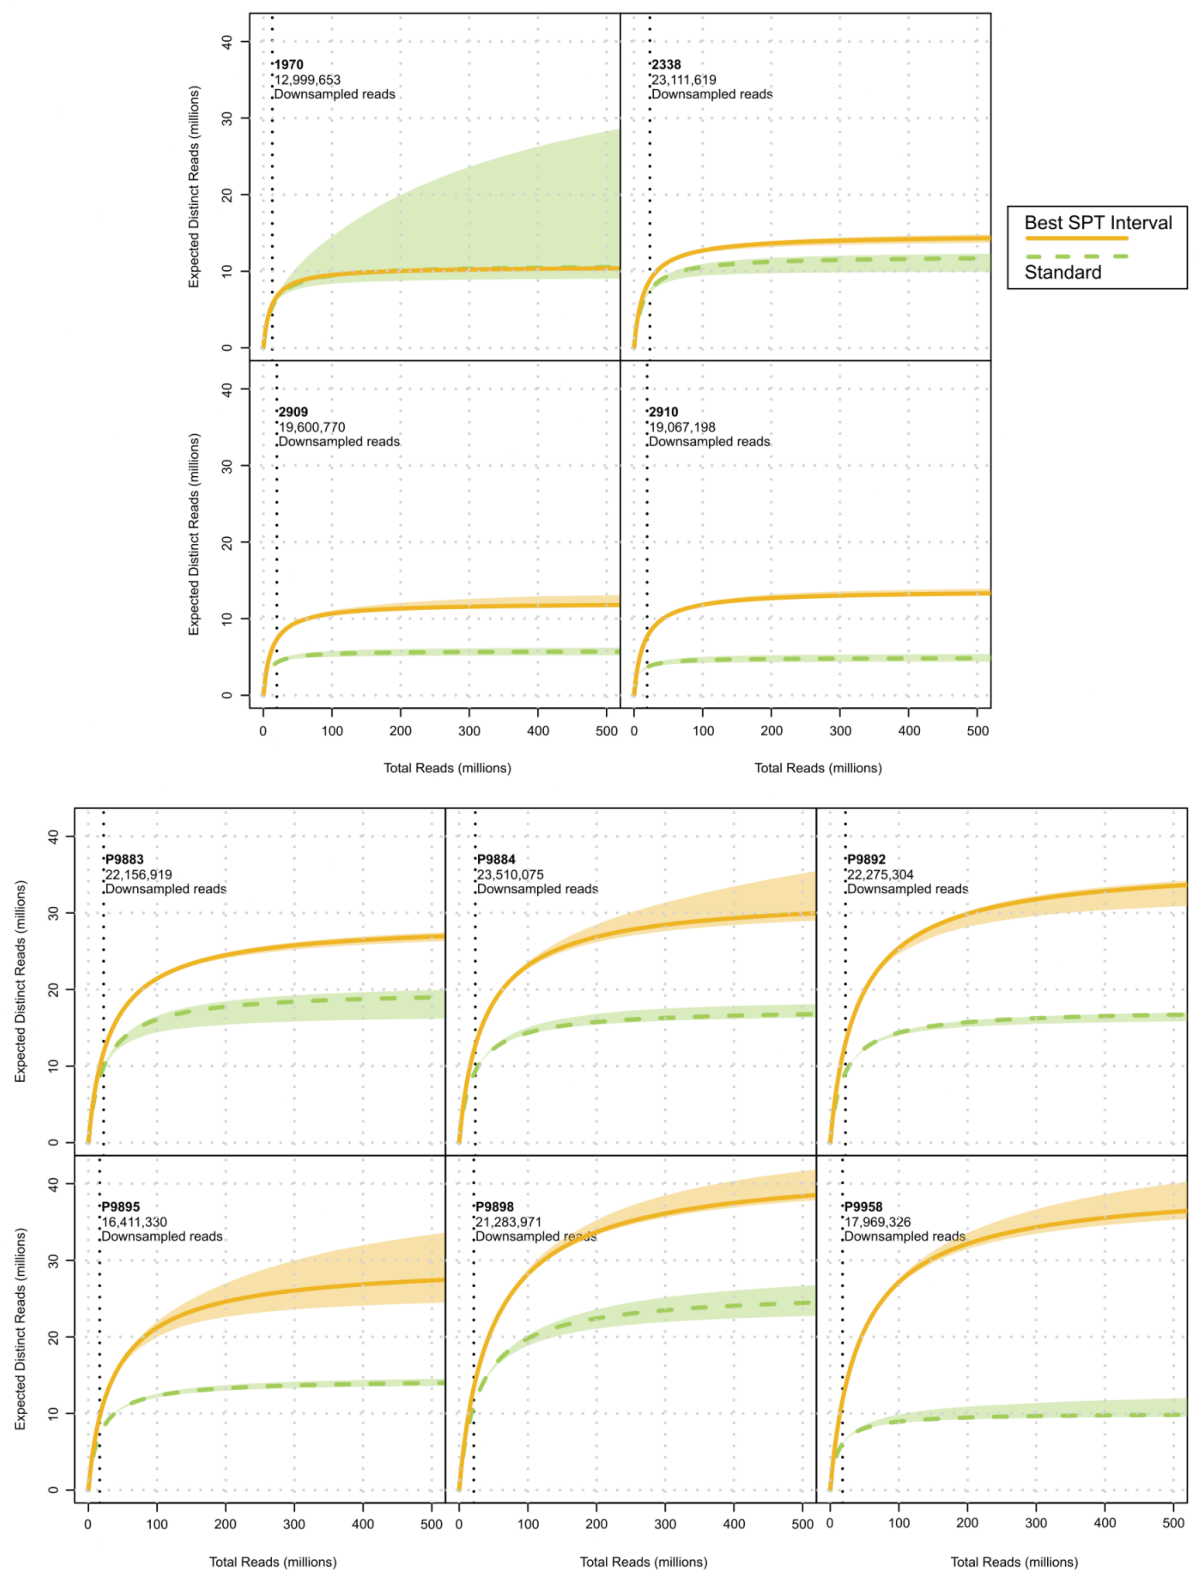 40
30
20
10
0
Expected Distinct Reads (millions)
1970
12,999,653
Downsampled reads
2338
23,111,619
Downsampled reads
Best SPT Interval
Standard
40
30
20
10
0
Expected Distinct Reads (millions)
2909
19,600,770
Downsampled reads
2910
19,067,198
Downsampled reads
0 100 200 300 400 500
0 100 200 300 400 500
Total Reads (millions)
Total Reads (millions)
40
30
20
10
0
Expected Distinct Reads (millions)
P9883
22,156,919
Downsampled reads
P9884
23,510,075
Downsampled reads
P9892
22,275,304
Downsampled reads
40
30
20
10
0
Expected Distinct Reads (millions)
P9895
16,411,330
Downsampled reads
P9898
21,283,971
Downsampled reads
P9958
17,969,326
Downsampled reads
0 100 200 300 400 500
0 100 200 300 400 500
0 100 200 300 400 500
Total Reads (millions)
Total Reads (millions)
Total Reads (millions)